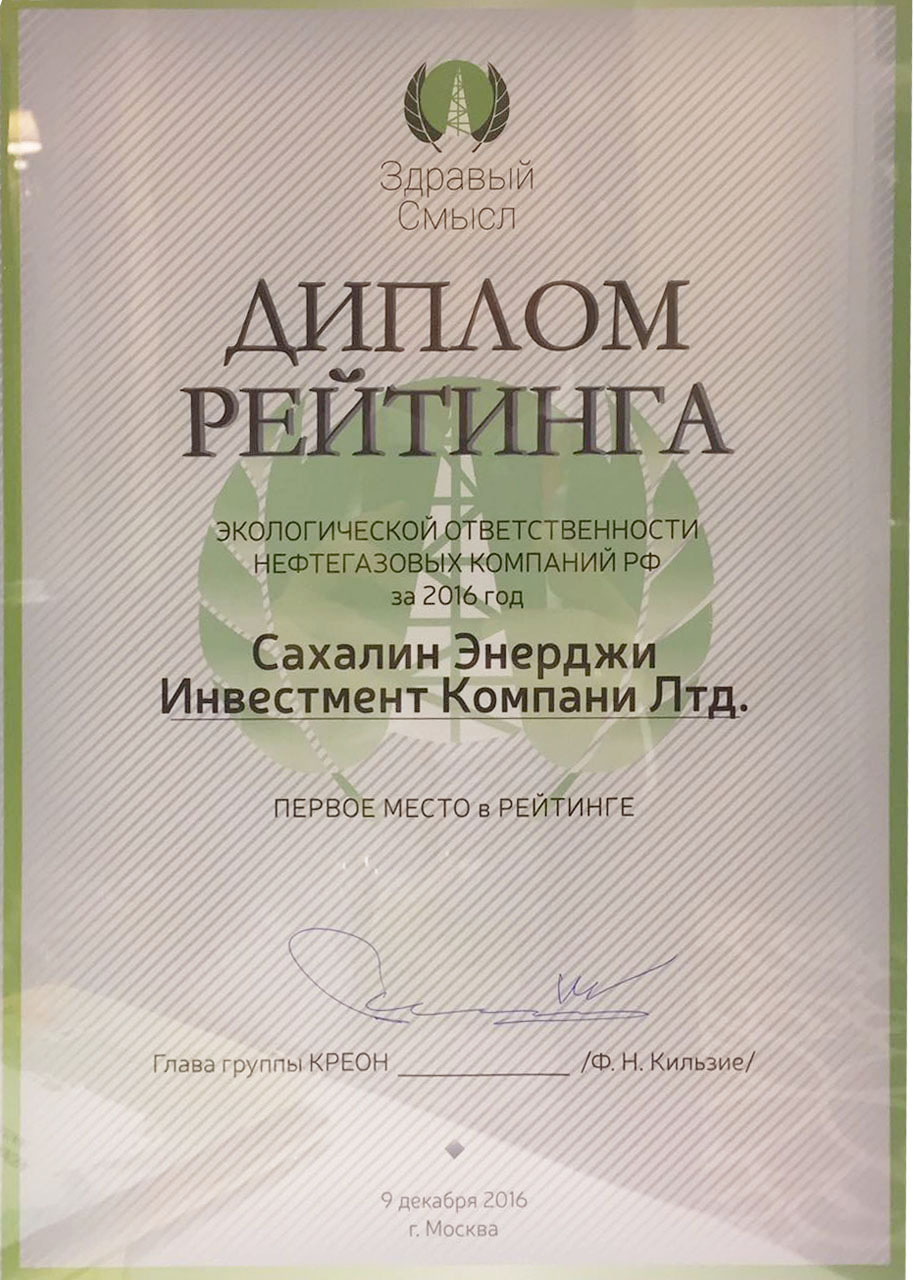 Здравый
Смысл
ДИПЛОМ
РЕЙТИНГА
ЭКОЛОГИЧЕСКОЙ ОТВЕТСТВЕННОСТИ
НЕФТЕГАЗОВЫХ КОМПАНИЙ РФ
за 2016 год
Сахалин Энерджи
Инвестмент Компани Лтд.
ПЕРВОЕ МЕСТО в РЕЙТИНГЕ
Глава группы КРЕОН ____________ /Ф. Н. Кильзие/
9 декабря 2016
г. Москва